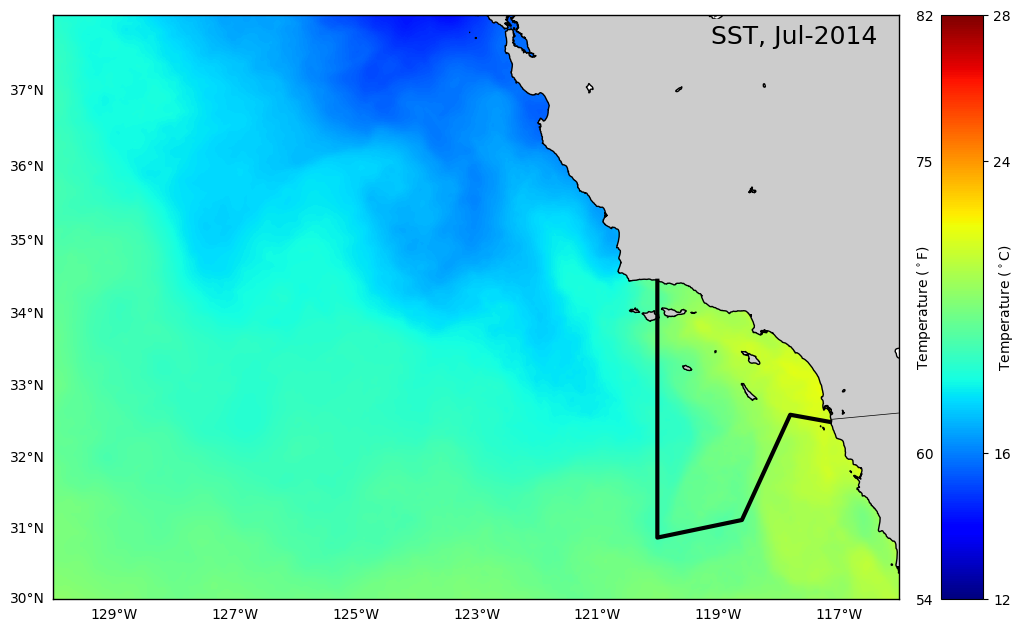 SST, Jul-2014
37°N
36°N
35°N
34°N
33°N
32°N
31°N
30°N
129°W
127°W
125°W
123°W
121°W
119°W
117°W
82
75
60
54
Temperature (°F)
28
24
16
12
Temperature (°C)